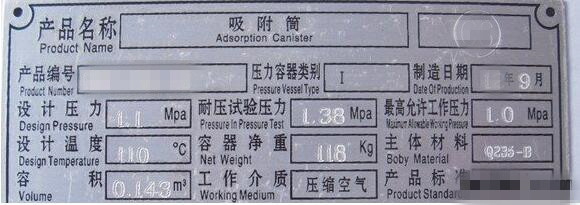 产品名称 吸附筒
Product Name Adsorption Canister
产品编号 压力容器类别 I 制造日期 年9月
Product Number Pressure Vessel Type Date Of Production
设计压力 1.1 Mpa 耐压试验压力 1.38 Mpa 最高允许工作压力 1.0 Mpa
Design Pressure Pressure In Pressure Test Maximum Allowable Working Pressure
设计温度 110 ℃ 容器净重 118 Kg 主体材料 Q235-B
Design Temperature Net Weight Boby Material
容积 0.143 m³ 工作介质 压缩空气 产品标准
Volume Working Medium Product Standard